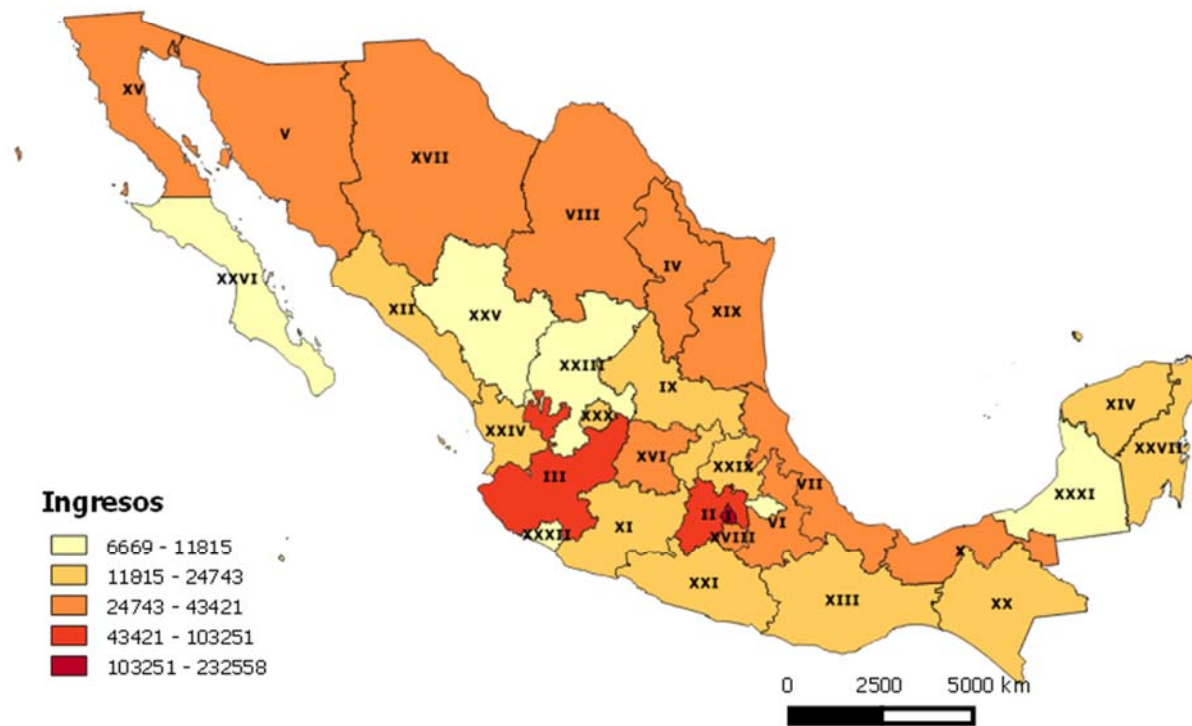 XV
V
XVII
VIII
IV
XXVI
XII
XXV
XIX
XXIII
IX
XXX
XXIV
XIV
XXVII
III
XVI
XXIX
VII
XXXI
Ingresos
XXXII
XI
II
I
VI
XVIII
X
6669 - 11815
11815 - 24743
XXI
XIII
XX
24743 - 43421
43421 - 103251
103251 - 232558
0 2500 5000 km